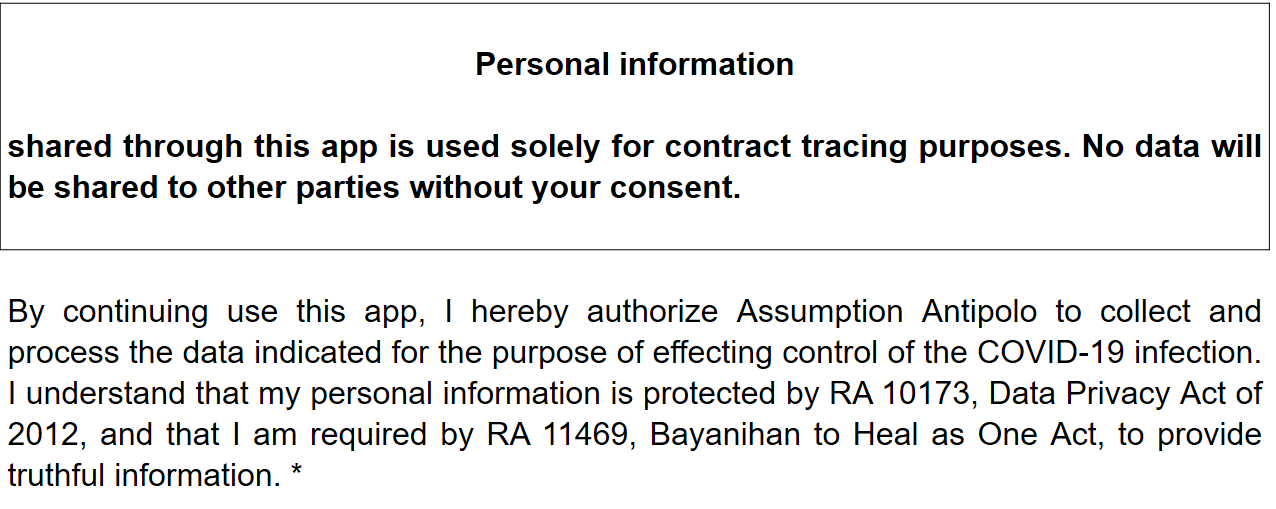 Personal information
shared through this app is used solely for contract tracing purposes. No data will
be shared to other parties without your consent.
By continuing use this app, I hereby authorize Assumption Antipolo to collect and
process the data indicated for the purpose of effecting control of the COVID-19 infection.
I understand that my personal information is protected by RA 10173, Data Privacy Act of
2012, and that I am required by RA 11469, Bayanihan to Heal as One Act, to provide
truthful information. *